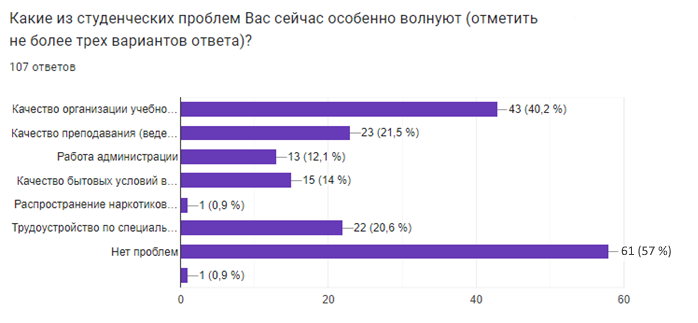 Какие из студенческих проблем Вас сейчас особенно волнуют (отметить
не более трех вариантов ответа)?
107 ответов
Качество организации учебно... 43 (40,2 %)
Качество преподавания (веде... 23 (21,5 %)
Работа администрации 13 (12,1 %)
Качество бытовых условий в... 15 (14 %)
Распространение наркотиков... 1 (0,9 %)
Трудоустройство по специаль... 22 (20,6 %)
Нет проблем 61 (57 %)
1 (0,9 %)
0 20 40 60